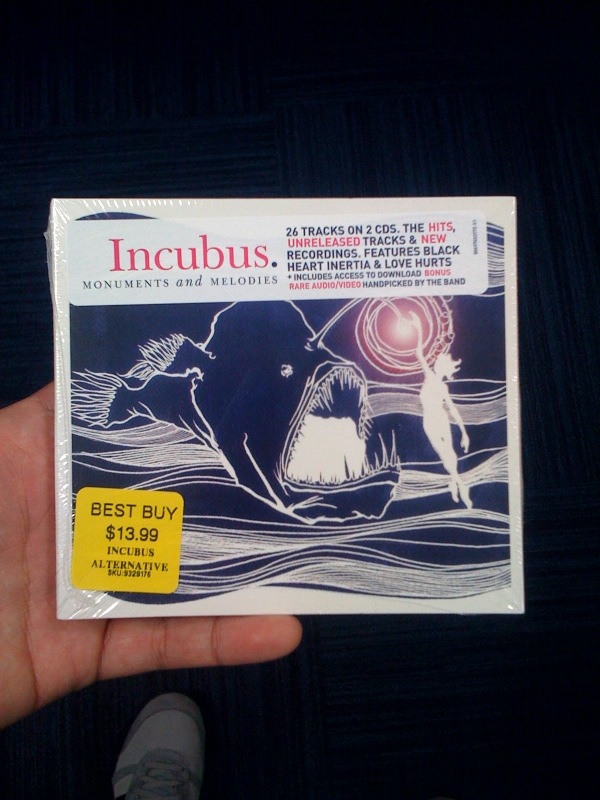 Incubus.
MONUMENTS and MELODIES
26 TRACKS ON 2 CDS. THE HITS,
UNRELEASED TRACKS & NEW
RECORDINGS. FEATURES BLACK
HEART INERTIA & LOVE HURTS
+ INCLUDES ACCESS TO DOWNLOAD BONUS
RARE AUDIO/VIDEO HANDPICKED BY THE BAND
BEST BUY
$13.99
INCUBUS
ALTERNATIVE
SKU:9329176